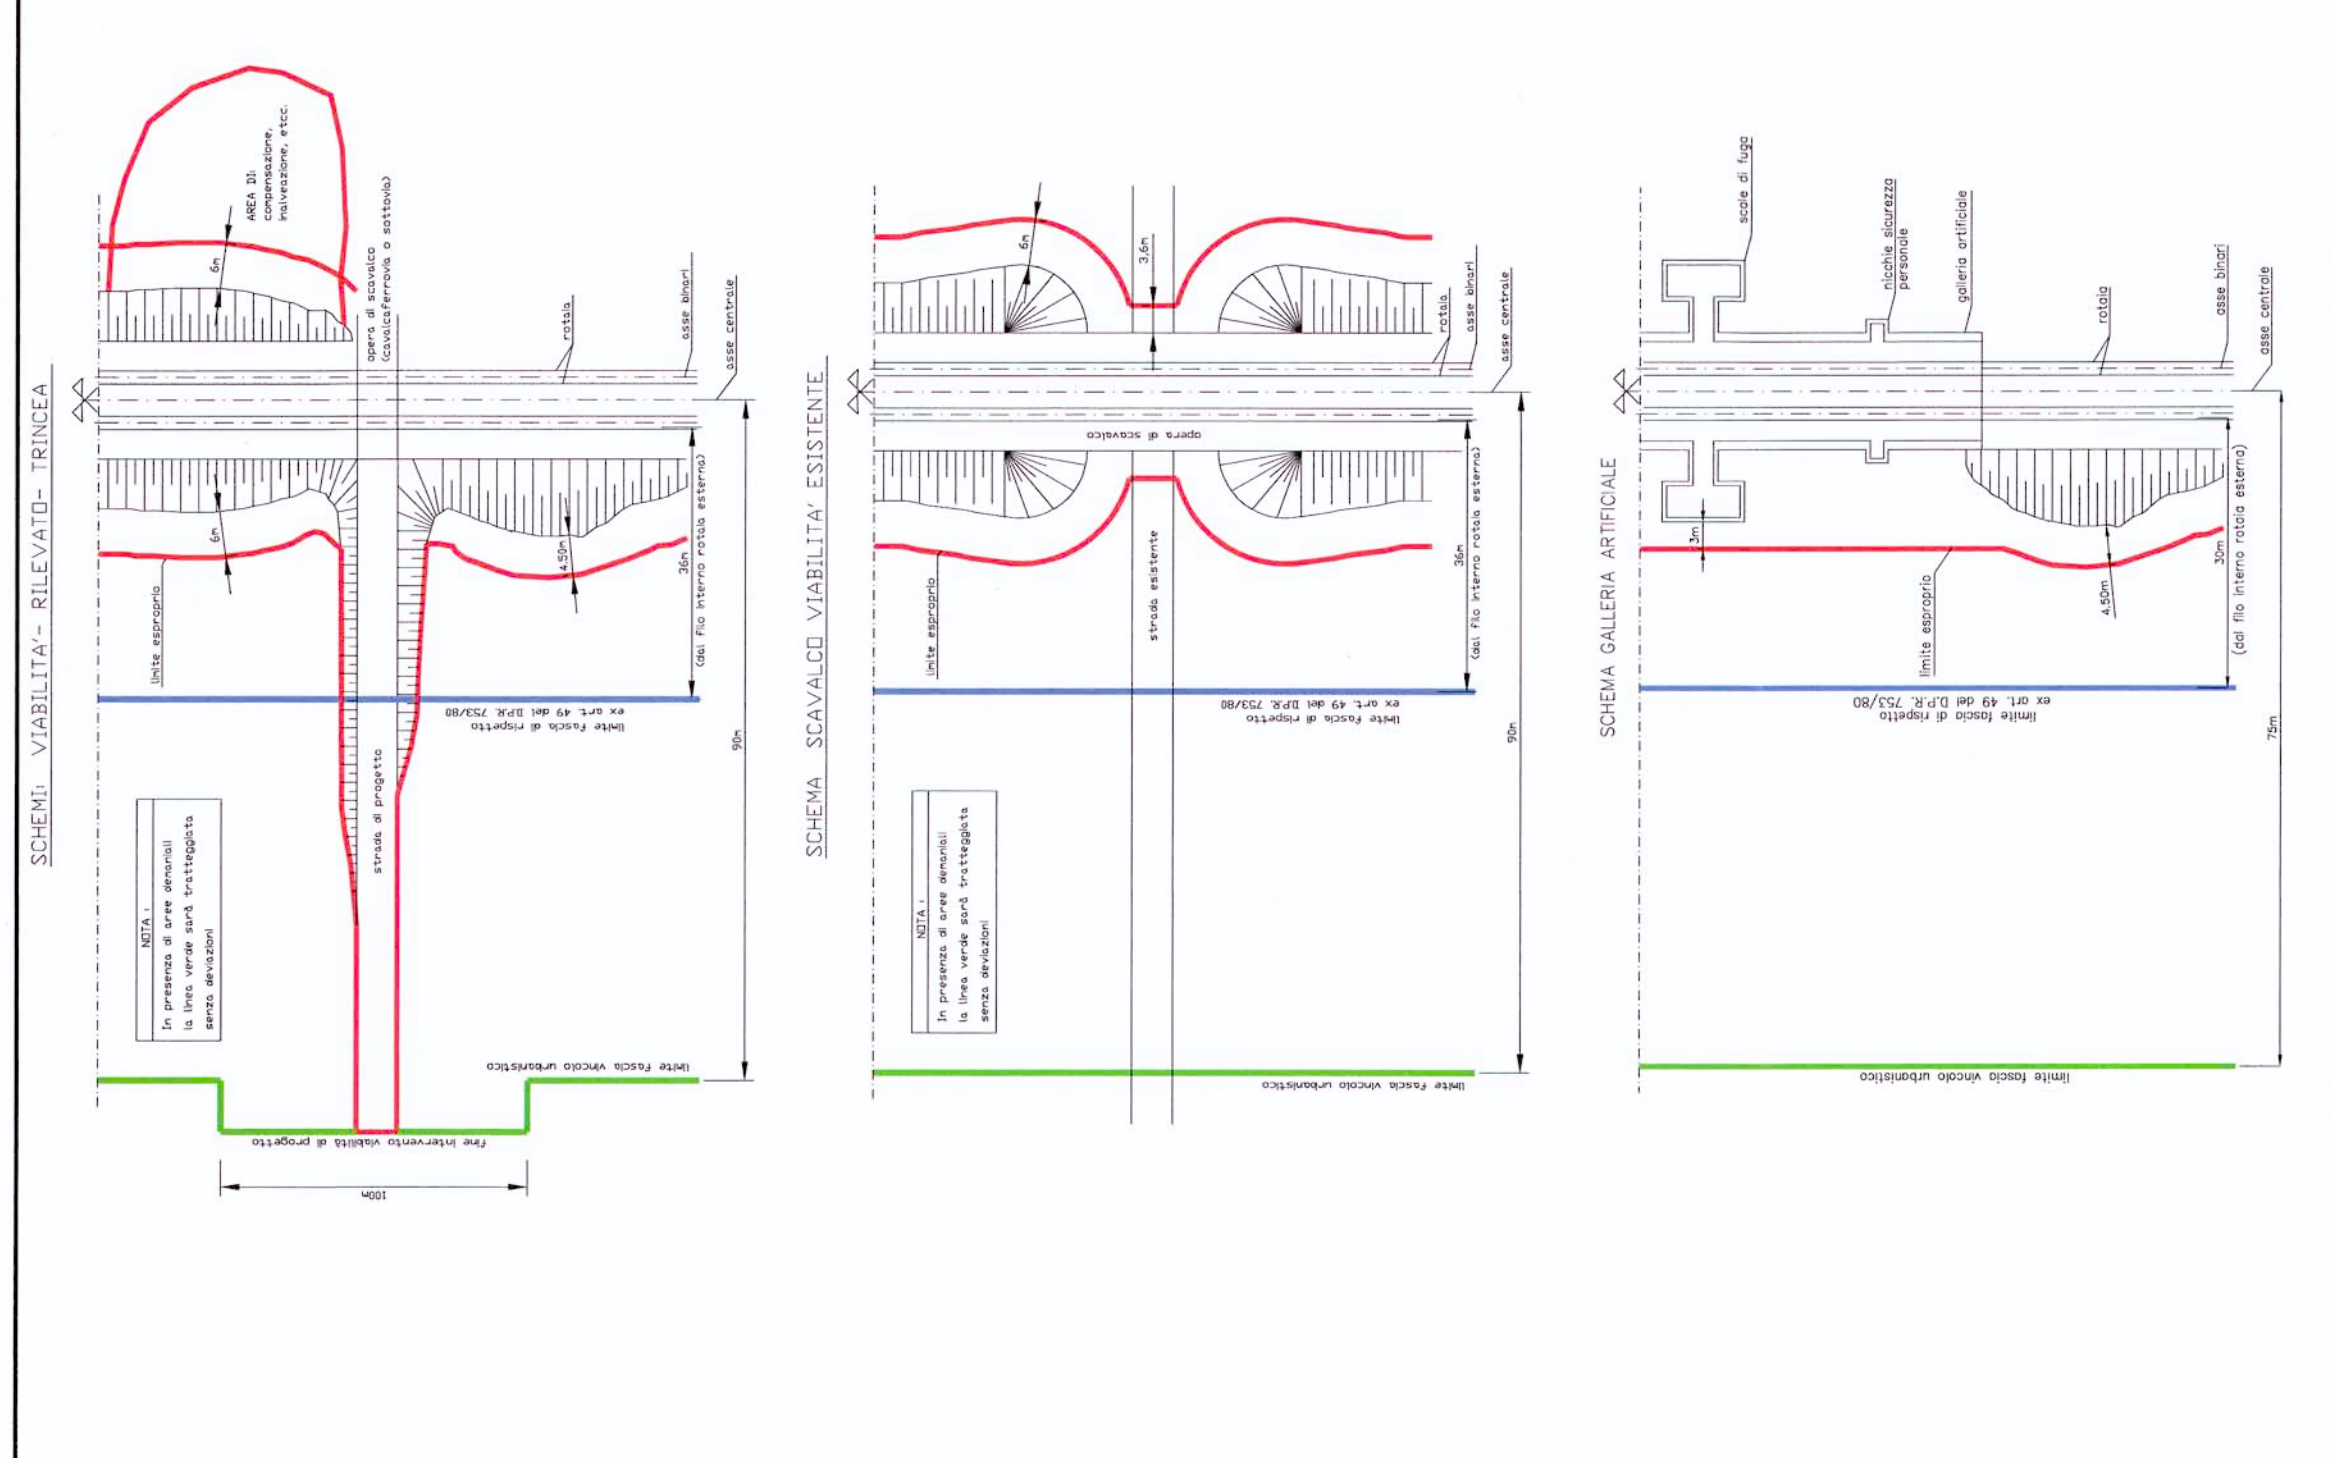 SCHEMI: VIABILITA'- RILEVATO- TRINCEA
AREA DI:
compensazione,
inalveazione, etcc.
6m
opera di scavalco
(cavalcaferrovia o sottovia)
rotaia
asse binari
asse centrale
6m
4.50m
36m
(dal filo interno rotaia esterna)
limite esproprio
limite fascia di rispetto
ex art. 49 del D.P.R. 753/80
90m
strada di progetto
NOTA :
In presenza di aree demaniali
la linea verde sarà tratteggiata
senza deviazioni
limite fascia vincolo urbanistico
fine intervento viabilità di progetto
100m
SCHEMA SCAVALCO VIABILITA' ESISTENTE
6m
3,6m
rotaia
asse binari
asse centrale
opera di scavalco
strada esistente
36m
(dal filo interno rotaia esterna)
limite esproprio
limite fascia di rispetto
ex art. 49 del D.P.R. 753/80
90m
NOTA :
In presenza di aree demaniali
la linea verde sarà tratteggiata
senza deviazioni
limite fascia vincolo urbanistico
SCHEMA GALLERIA ARTIFICIALE
scale di fuga
nicchie sicurezza
personale
galleria artificiale
rotaia
asse binari
asse centrale
3m
4,50m
30m
(dal filo interno rotaia esterna)
limite esproprio
limite fascia di rispetto
ex art. 49 del D.P.R. 753/80
75m
limite fascia vincolo urbanistico